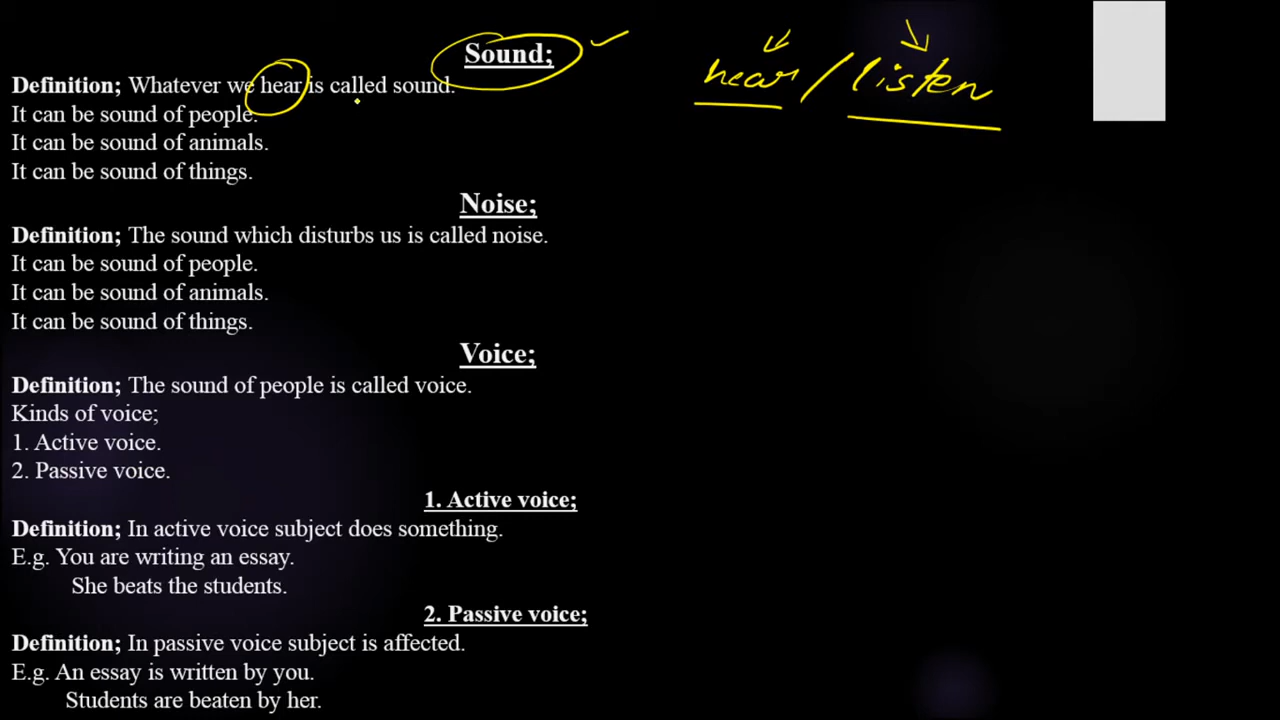 Sound;
hear / listen
Definition; Whatever we hear is called sound.
It can be sound of people.
It can be sound of animals.
It can be sound of things.
Noise;
Definition; The sound which disturbs us is called noise.
It can be sound of people.
It can be sound of animals.
It can be sound of things.
Voice;
Definition; The sound of people is called voice.
Kinds of voice;
1. Active voice.
2. Passive voice.
1. Active voice;
Definition; In active voice subject does something.
E.g. You are writing an essay.
She beats the students.
2. Passive voice;
Definition; In passive voice subject is affected.
E.g. An essay is written by you.
Students are beaten by her.